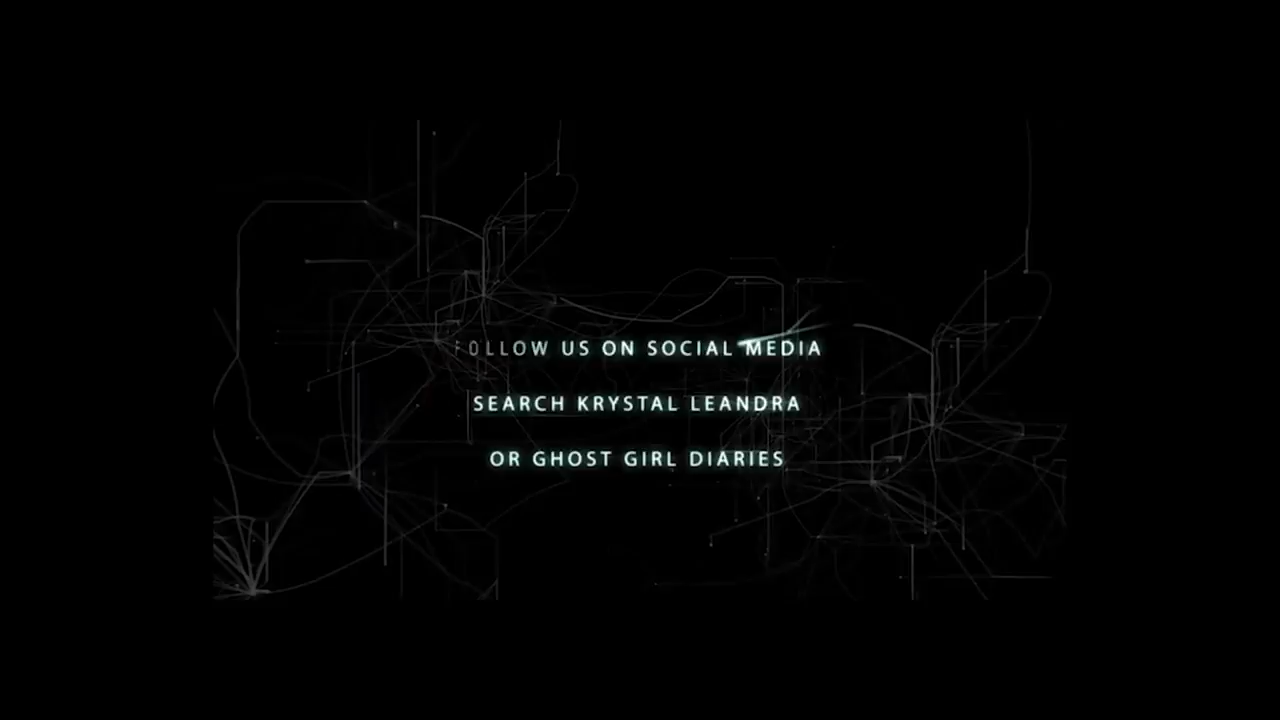 FOLLOW US ON SOCIAL MEDIA
SEARCH KRYSTAL LEANDRA
OR GHOST GIRL DIARIES